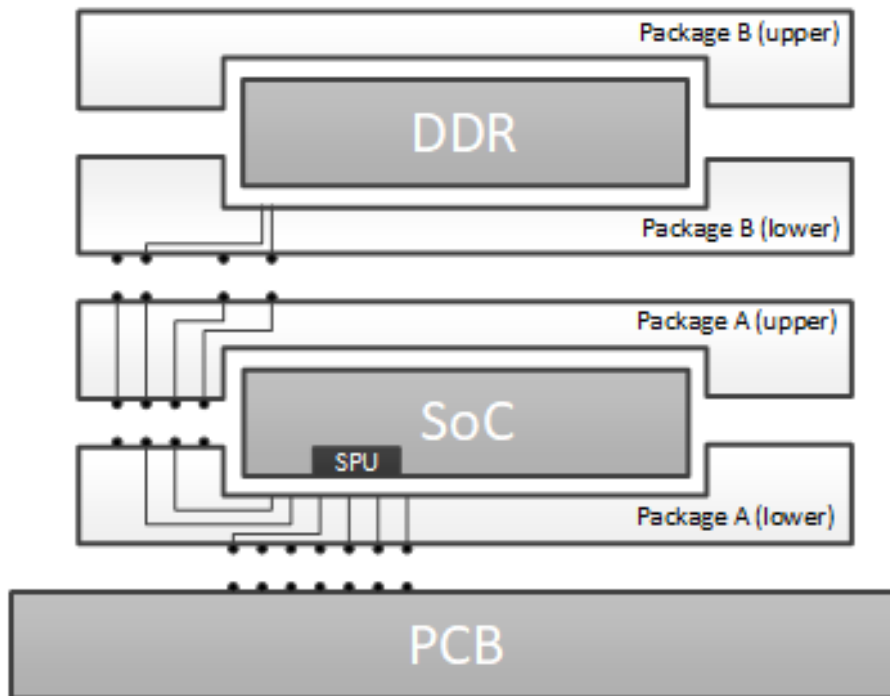 Package B (upper)
DDR
Package B (lower)
Package A (upper)
SoC
SPU
Package A (lower)
PCB